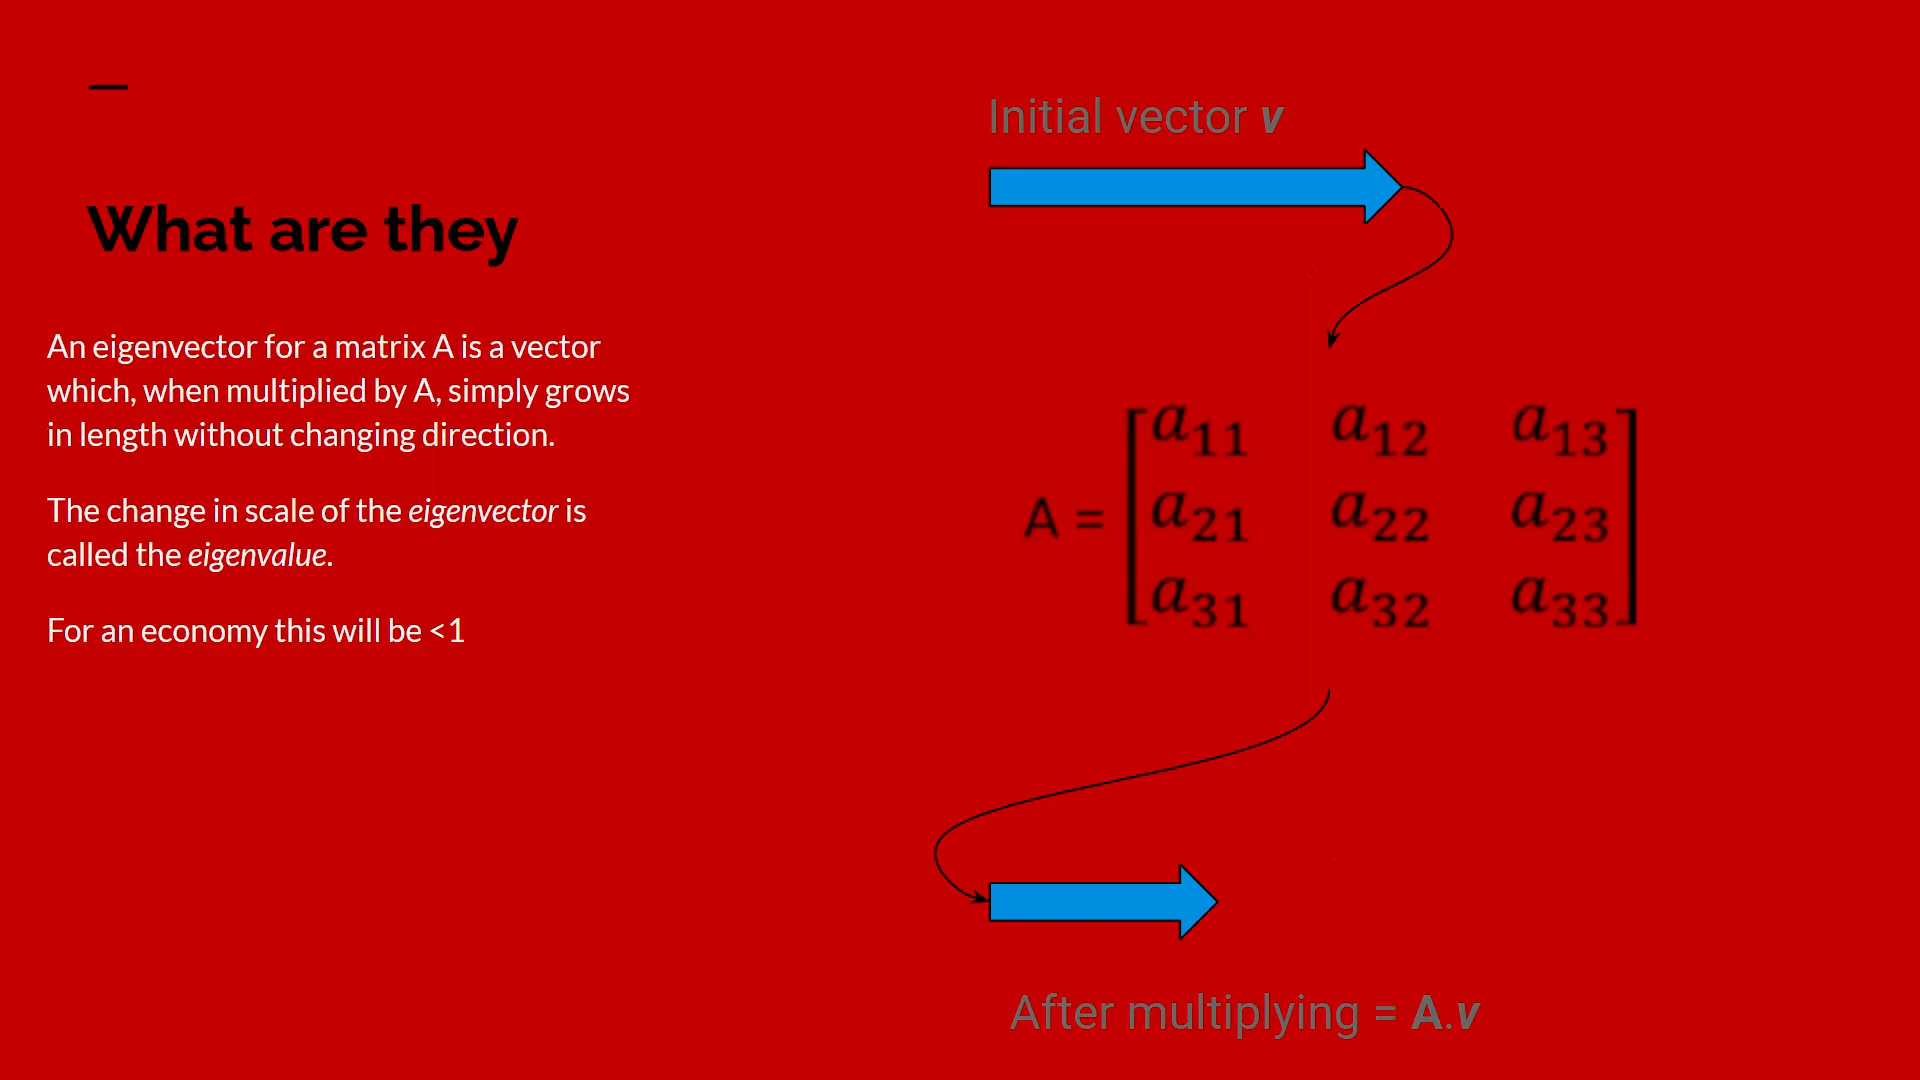 What are they
An eigenvector for a matrix A is a vector
which, when multiplied by A, simply grows
in length without changing direction.
The change in scale of the eigenvector is
called the eigenvalue.
For an economy this will be <1
Initial vector v
A =
a11 a12 a13
a21 a22 a23
a31 a32 a33
After multiplying = A.v